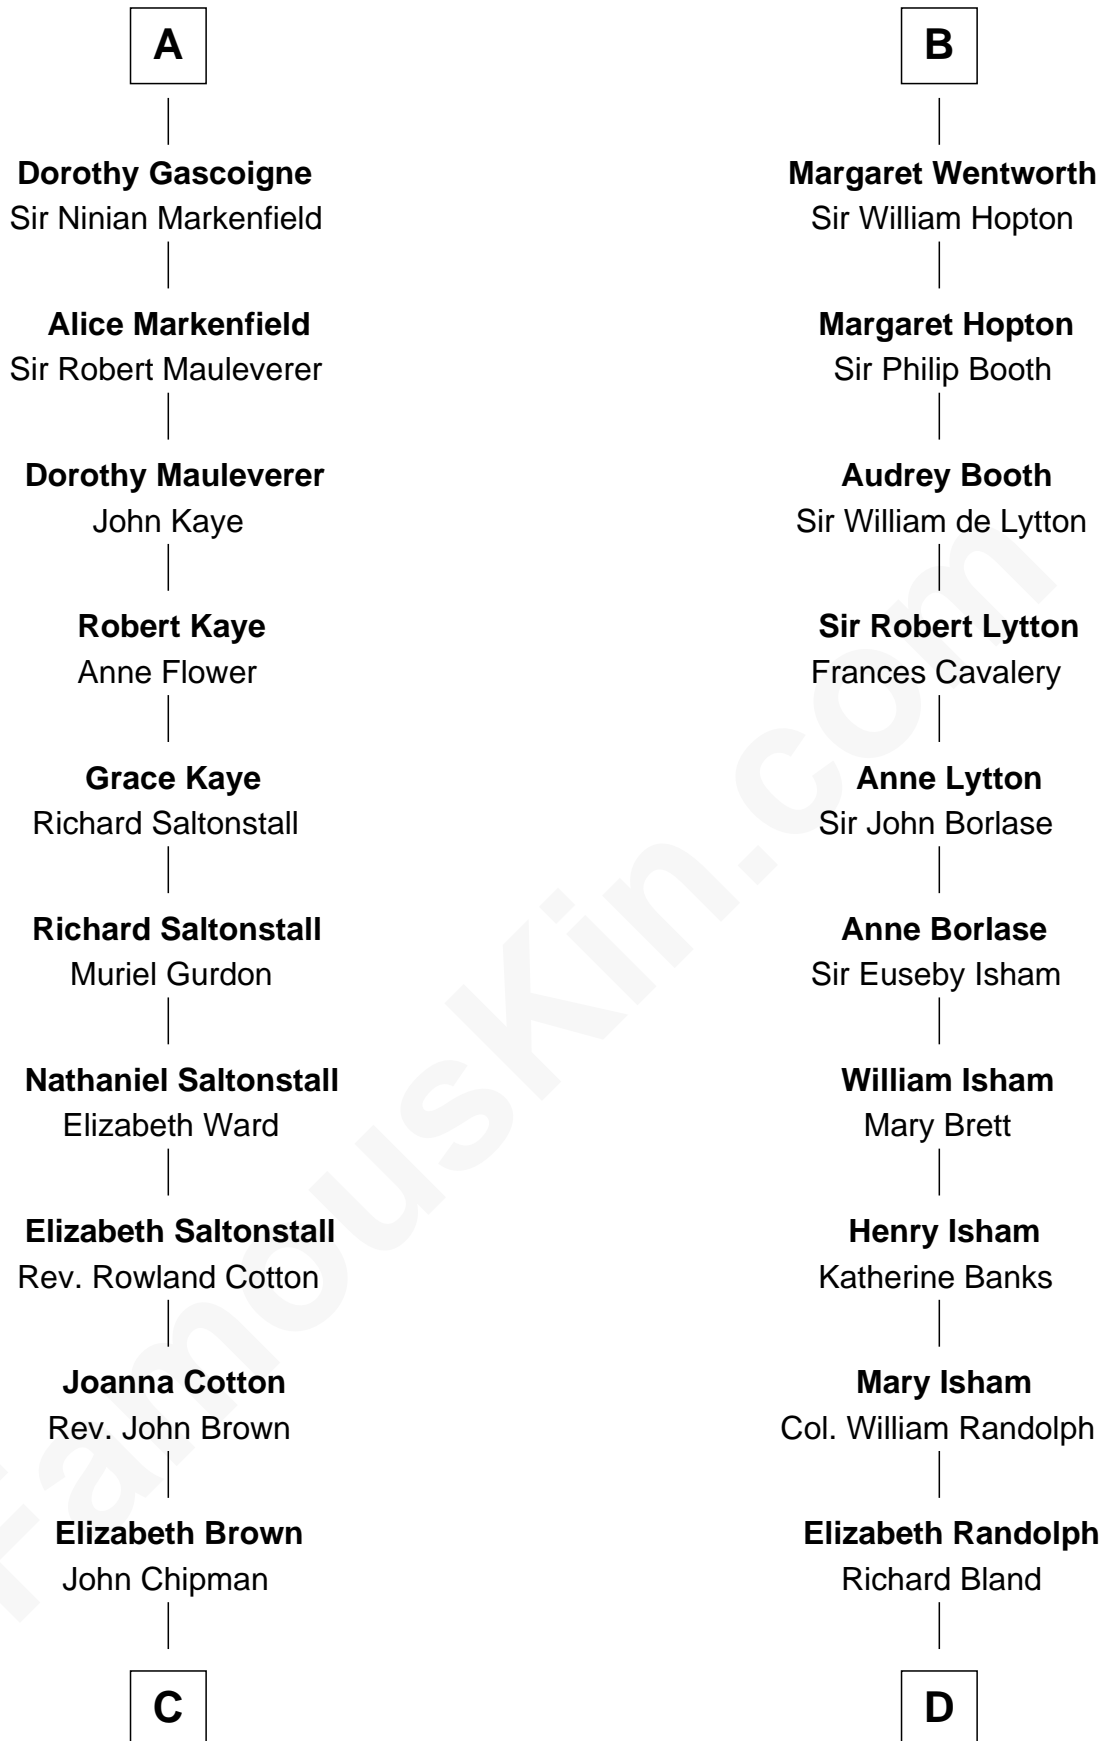 A
Dorothy Gascoigne
Sir Ninian Markenfield
Alice Markenfield
Sir Robert Mauleverer
Dorothy Mauleverer
John Kaye
Robert Kaye
Anne Flower
Grace Kaye
Richard Saltonstall
Richard Saltonstall
Muriel Gurdon
Nathaniel Saltonstall
Elizabeth Ward
Elizabeth Saltonstall
Rev. Rowland Cotton
Joanna Cotton
Rev. John Brown
Elizabeth Brown
John Chipman
C
B
Margaret Wentworth
Sir William Hopton
Margaret Hopton
Sir Philip Booth
Audrey Booth
Sir William de Lytton
Sir Robert Lytton
Frances Cavalery
Anne Lytton
Sir John Borlase
Anne Borlase
Sir Euseby Isham
William Isham
Mary Brett
Henry Isham
Katherine Banks
Mary Isham
Col. William Randolph
Elizabeth Randolph
Richard Bland
D
FamousKin.com